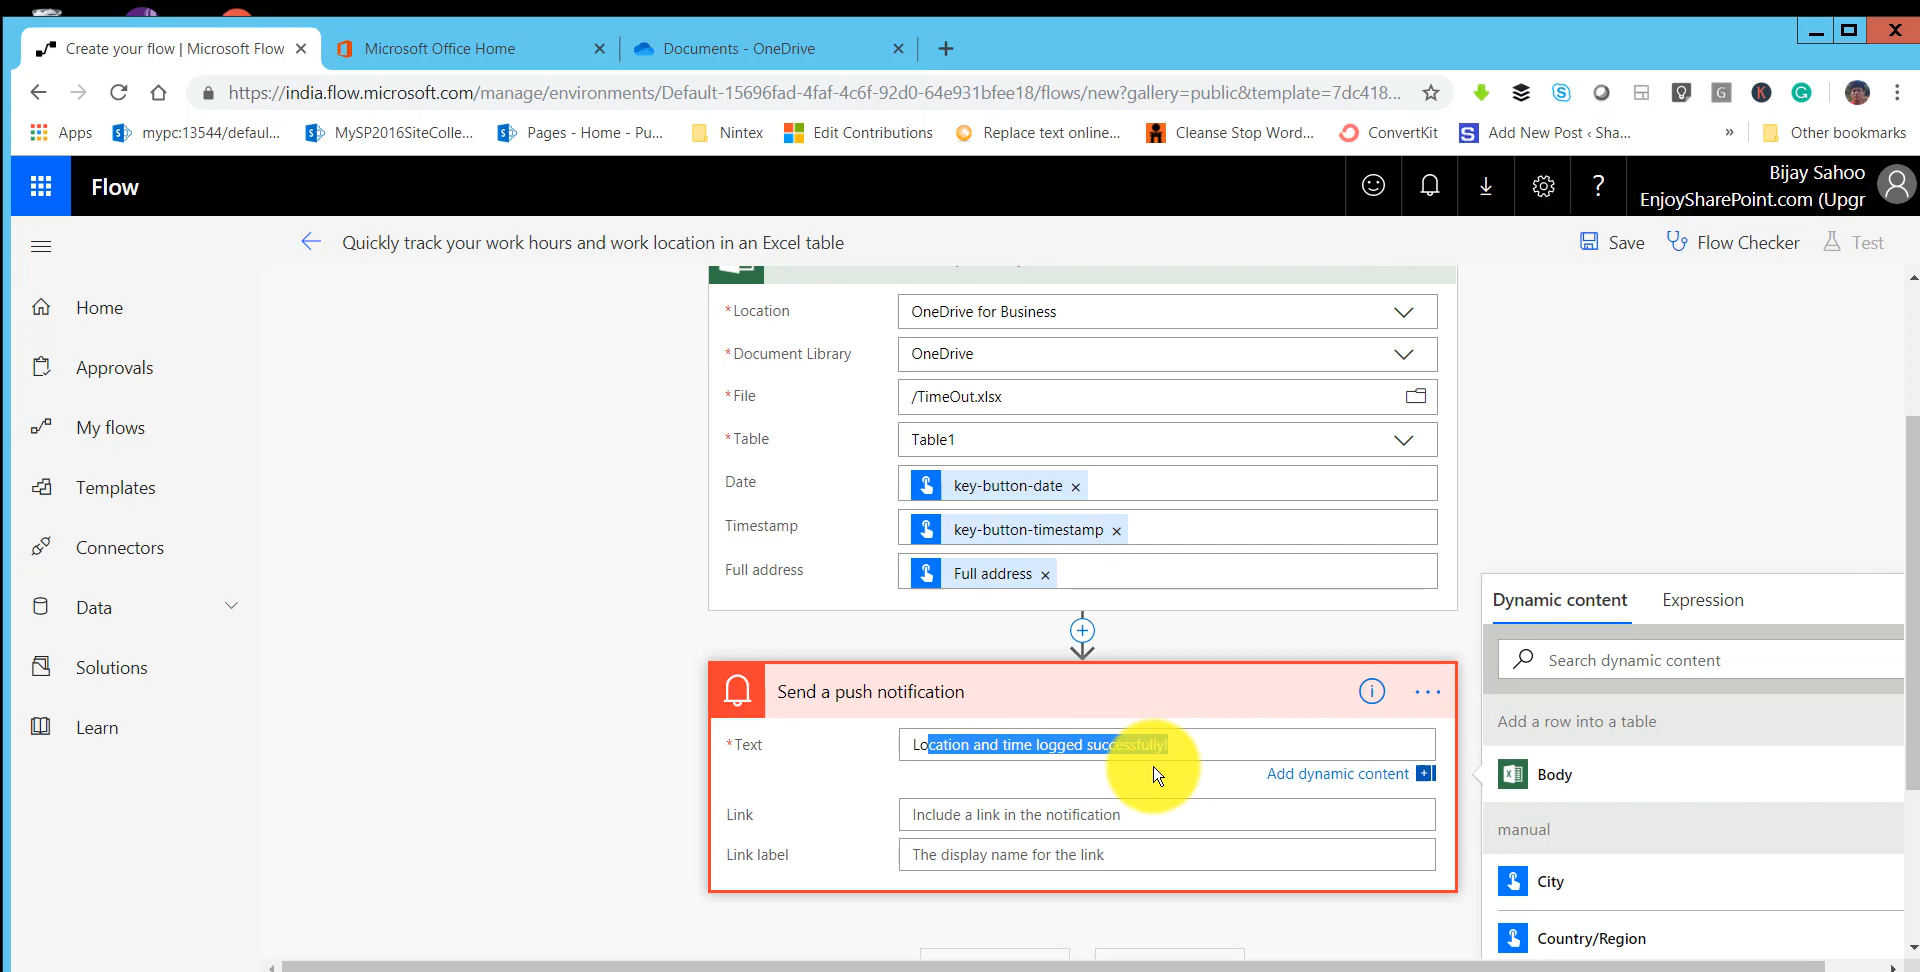 Create your flow | Microsoft Flow
Microsoft Office Home
Documents - OneDrive
https://india.flow.microsoft.com/manage/environments/Default-15696fad-4faf-4c6f-92d0-64e931bfee18/flows/new?gallery=public&template=7dc418...
Apps
mypc:13544/defaul...
MySP2016SiteColle...
Pages - Home - Pu...
Nintex
Edit Contributions
Replace text online...
Cleanse Stop Word...
ConvertKit
Add New Post ‹ Sha...
»
Other bookmarks
Flow
?
Bijay Sahoo
EnjoySharePoint.com (Upgr
Quickly track your work hours and work location in an Excel table
Save
Flow Checker
Test
Home
Approvals
My flows
Templates
Connectors
Data
Solutions
Learn
*Location
OneDrive for Business
*Document Library
OneDrive
*File
/TimeOut.xlsx
*Table
Table1
Date
key-button-date
Timestamp
key-button-timestamp
Full address
Full address
Send a push notification
*Text
Location and time logged successfully!
Add dynamic content
Link
Include a link in the notification
Link label
The display name for the link
Dynamic content
Expression
Search dynamic content
Add a row into a table
Body
manual
City
Country/Region